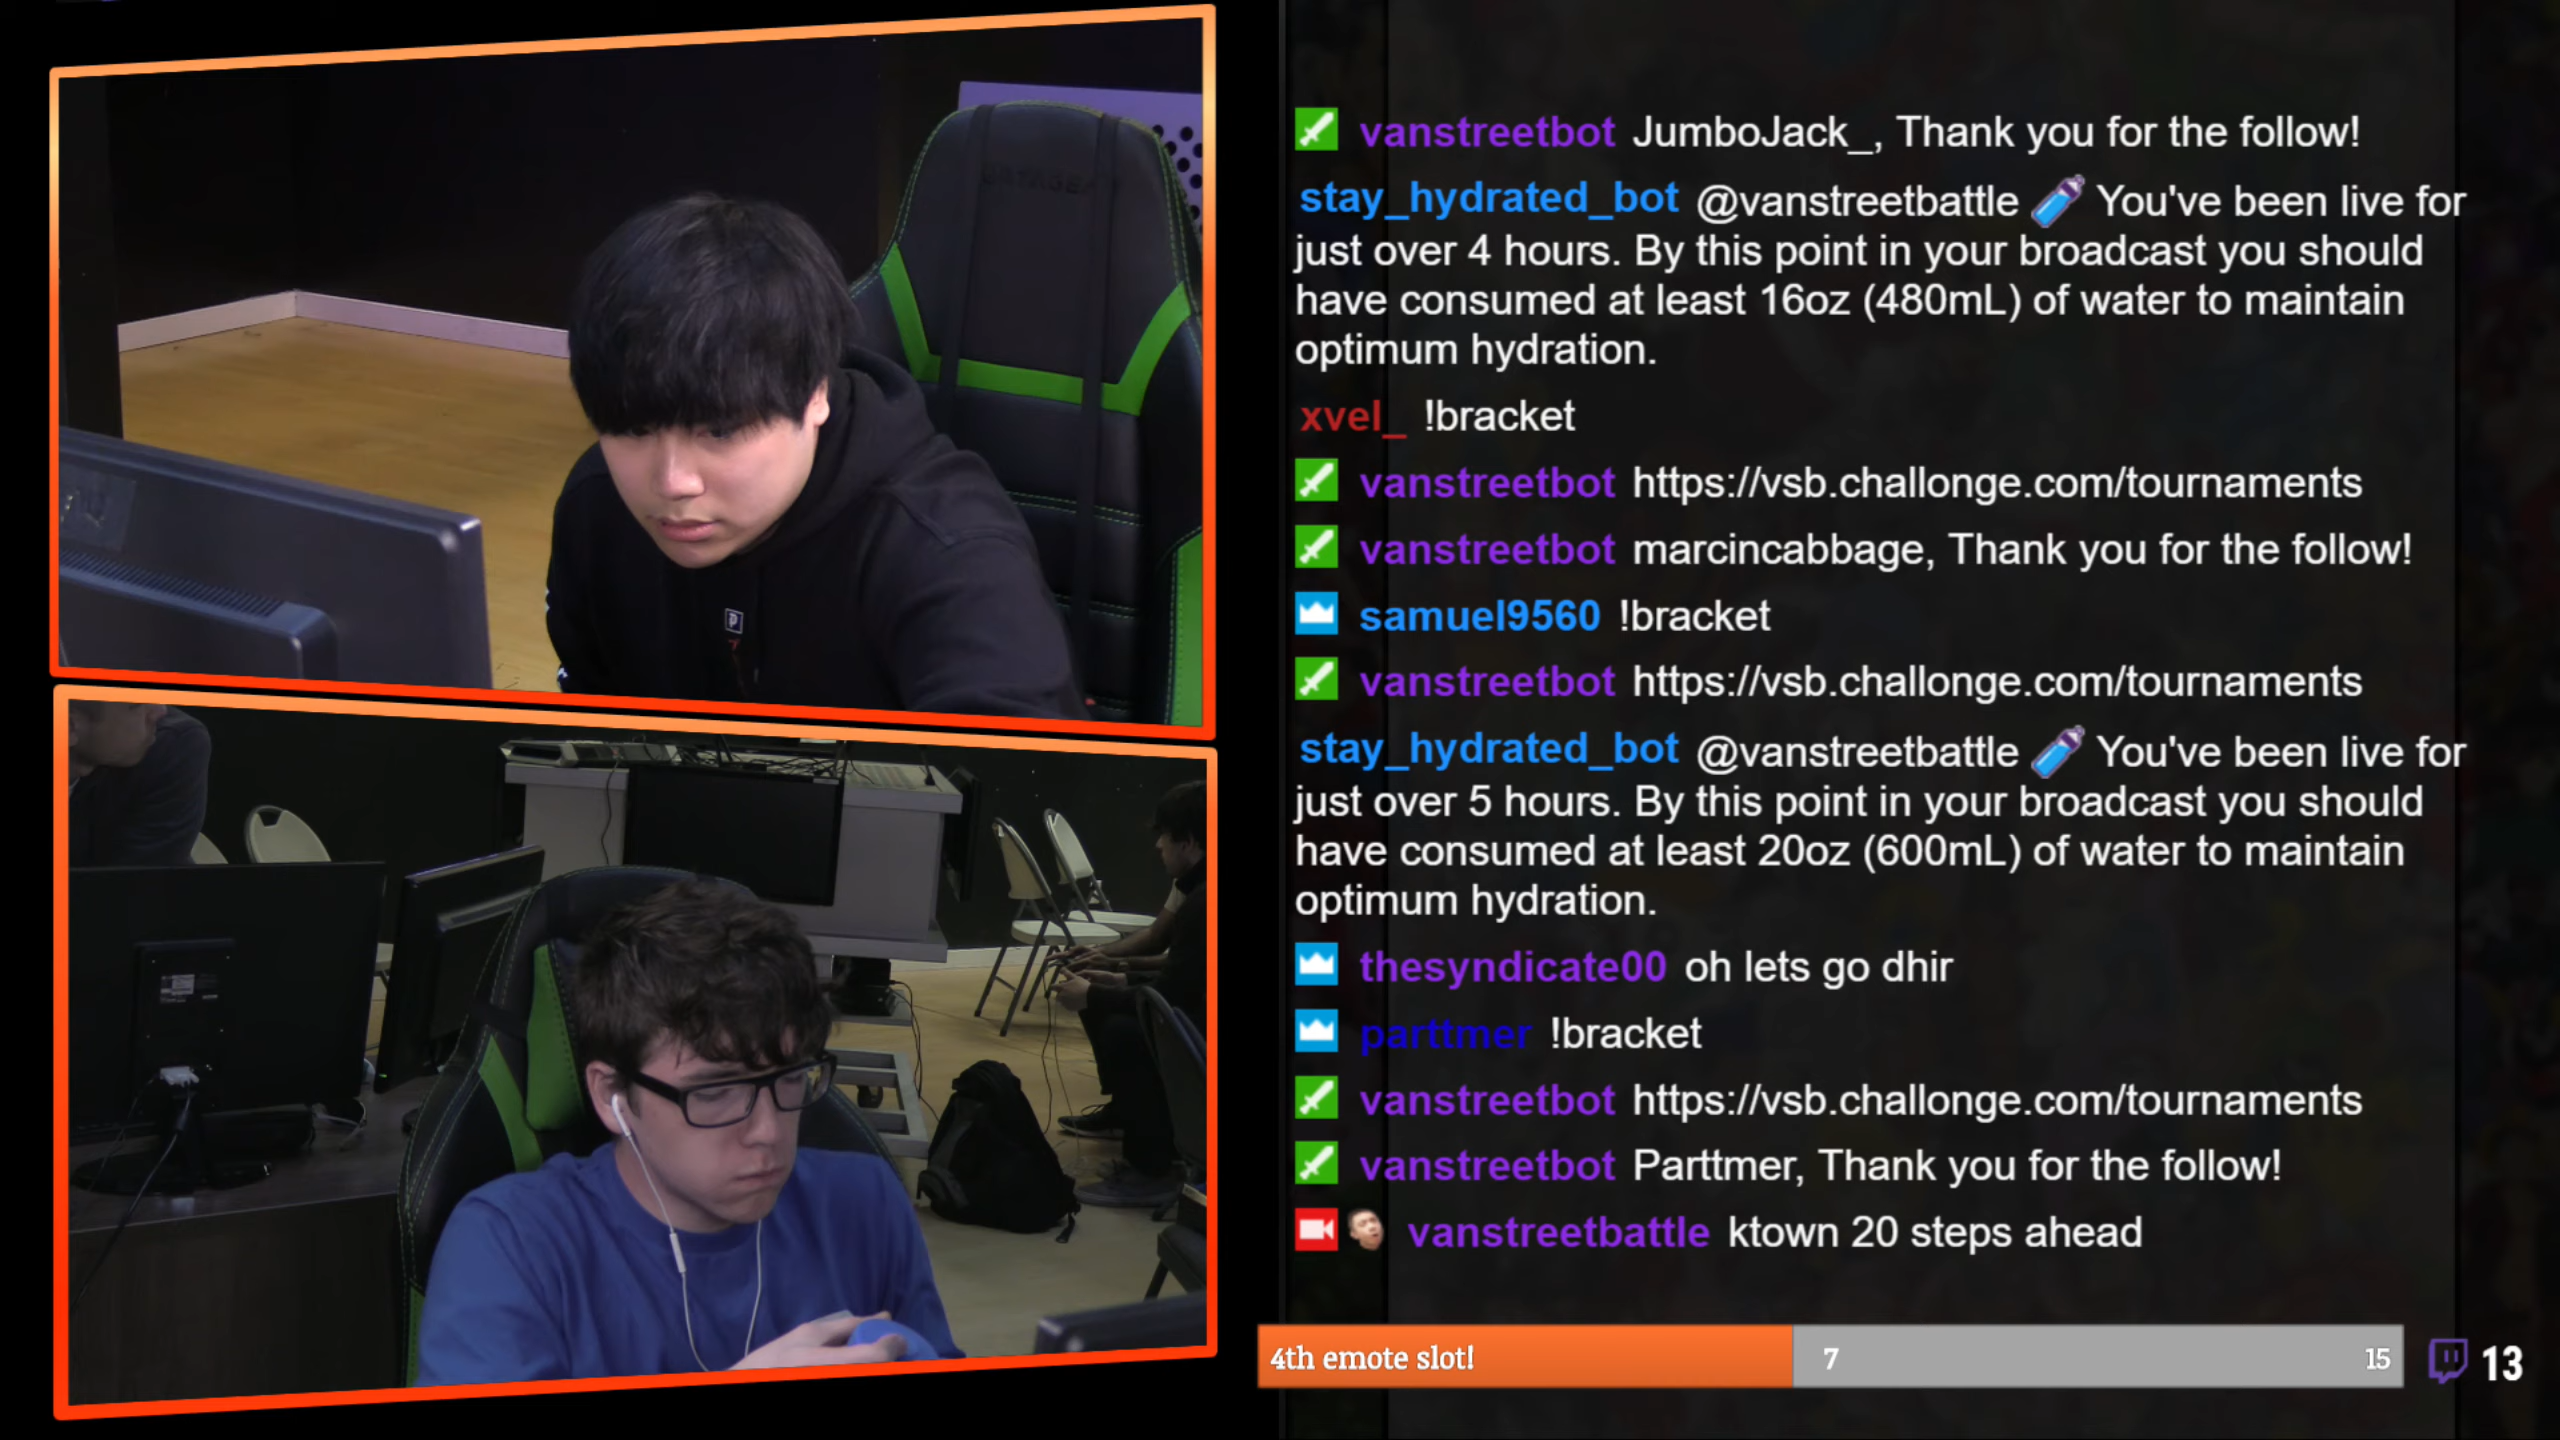 vanstreetbot JumboJack_, Thank you for the follow!
stay_hydrated_bot @vanstreetbattle You've been live for
just over 4 hours. By this point in your broadcast you should
have consumed at least 16oz (480mL) of water to maintain
optimum hydration.
xvel_ !bracket
vanstreetbot https://vsb.challonge.com/tournaments
vanstreetbot marcincabbage, Thank you for the follow!
samuel9560 !bracket
vanstreetbot https://vsb.challonge.com/tournaments
stay_hydrated_bot @vanstreetbattle You've been live for
just over 5 hours. By this point in your broadcast you should
have consumed at least 20oz (600mL) of water to maintain
optimum hydration.
thesyndicate00 oh lets go dhir
parttmer !bracket
vanstreetbot https://vsb.challonge.com/tournaments
vanstreetbot Parttmer, Thank you for the follow!
vanstreetbattle ktown 20 steps ahead
4th emote slot! 7 15 13